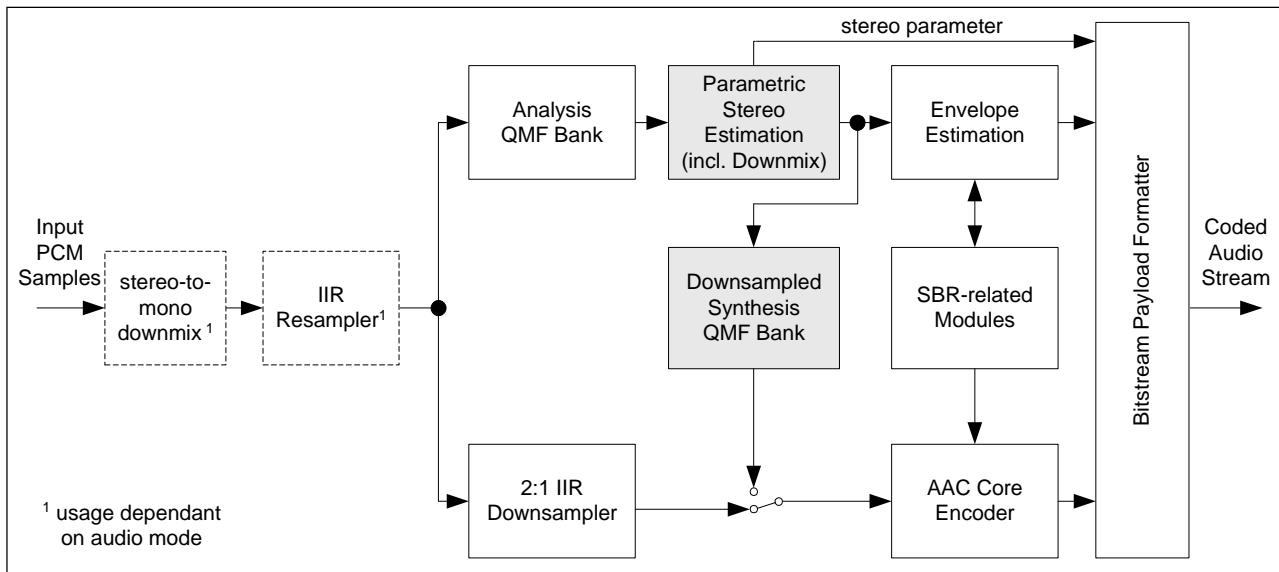 stereo parameter
Analysis
QMF Bank
Parametric
Stereo
Estimation
(incl. Downmix)
Envelope
Estimation
Input
PCM
Samples
stereo-to-
mono
downmix 1
IIR
Resampler1
Downsampled
Synthesis
QMF Bank
SBR-related
Modules
Bitstream Payload Formatter
Coded
Audio
Stream
2:1 IIR
Downsampler
AAC Core
Encoder
1 usage dependant
on audio mode